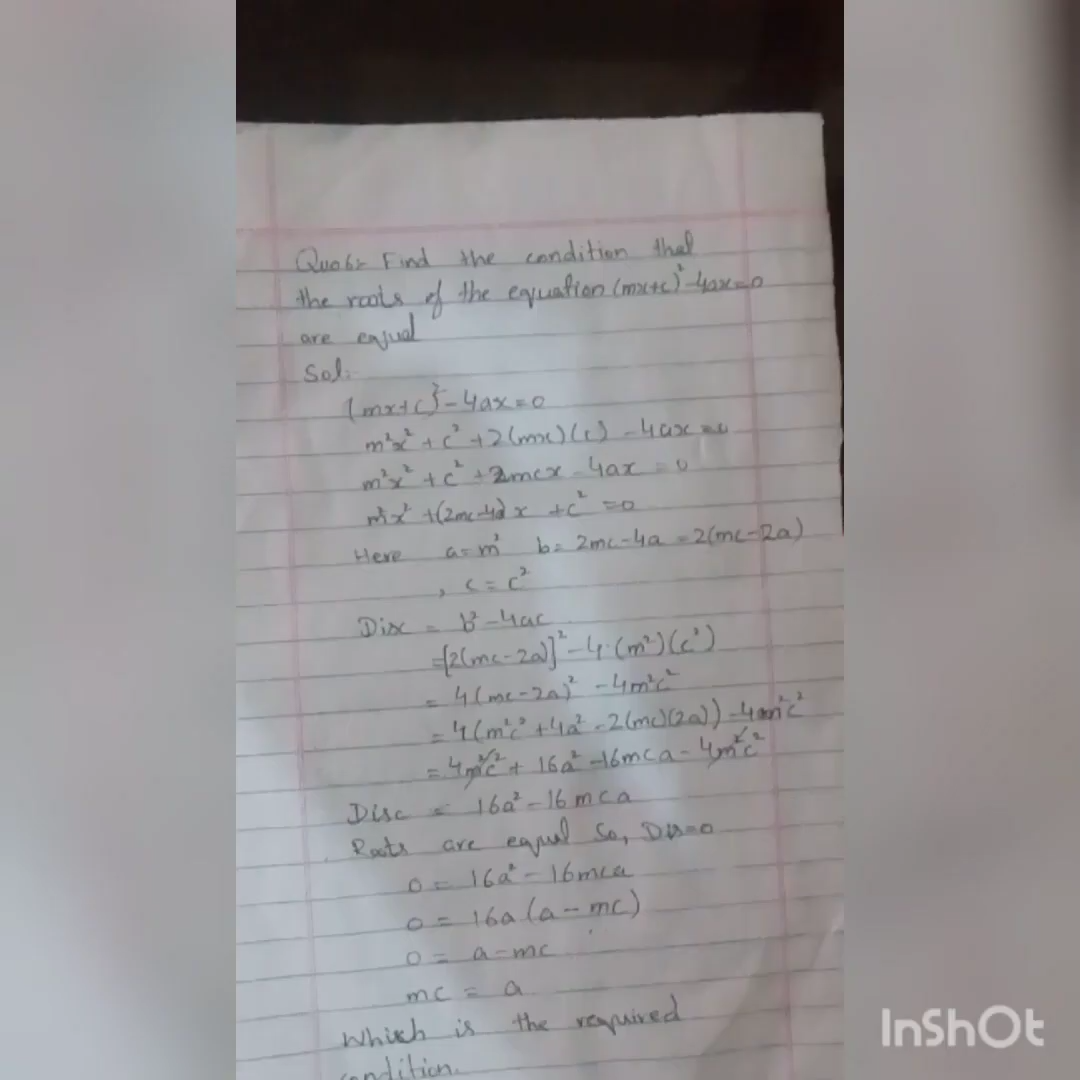 Quo6:- Find the condition that
the roots of the equation (mx+c)²-4ax=0
are equal
Sol:
(mx+c)²-4ax=0
m²x²+c²+2(mx)(c)-4ax=0
m²x²+c²+2mcx-4ax=0
m²x²+(2mc-4a)x+c²=0
Here a=m² b=2mc-4a=2(mc-2a)
, c=c²
Disc = b²-4ac
=[2(mc-2a)]²-4·(m²)(c²)
= 4(mc-2a)²-4m²c²
= 4(m²c²+4a²-2(mc)(2a))-4m²c²
= 4m²c²+16a²-16mca-4m²c²
Disc = 16a²-16mca
Roots are equal So, Dis=0
0 = 16a²-16mca
0 = 16a(a-mc)
0 = a-mc
mc = a
Which is the required
condition.
InShOt